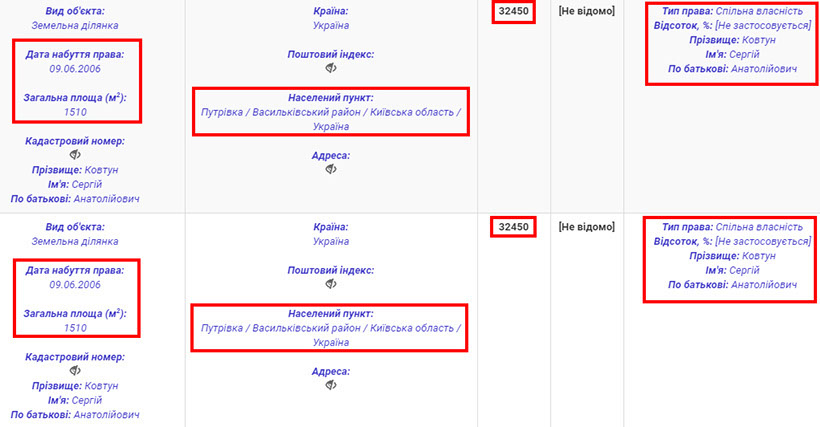 Вид об'єкта:
Земельна ділянка
Дата набуття права:
09.06.2006
Загальна площа (м²):
1510
Кадастровий номер:
Прізвище: Ковтун
Ім'я: Сергій
По батькові: Анатолійович
Країна:
Україна
Поштовий індекс:
Населений пункт:
Путрівка / Васильківський район / Київська область /
Україна
Адреса:
32450
[Не відомо]
Тип права: Спільна власність
Відсоток, %: [Не застосовується]
Прізвище: Ковтун
Ім'я: Сергій
По батькові: Анатолійович
Вид об'єкта:
Земельна ділянка
Дата набуття права:
09.06.2006
Загальна площа (м²):
1510
Кадастровий номер:
Прізвище: Ковтун
Ім'я: Сергій
По батькові: Анатолійович
Країна:
Україна
Поштовий індекс:
Населений пункт:
Путрівка / Васильківський район / Київська область /
Україна
Адреса:
32450
[Не відомо]
Тип права: Спільна власність
Відсоток, %: [Не застосовується]
Прізвище: Ковтун
Ім'я: Сергій
По батькові: Анатолійович